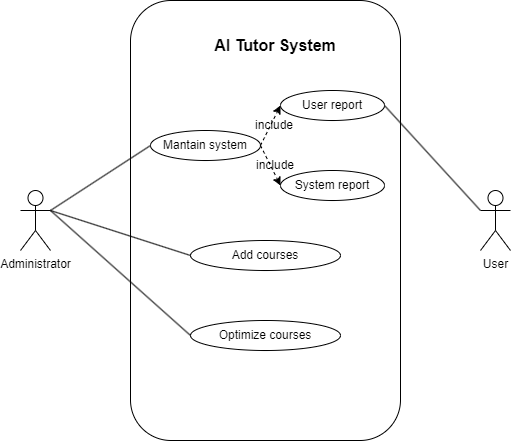 AI Tutor System
User report
include
Mantain system
include
System report
Administrator
User
Add courses
Optimize courses